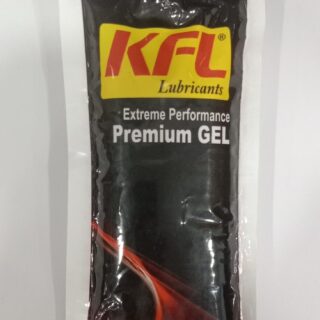 KFL®
Lubricants
Extreme Performance
Premium GEL